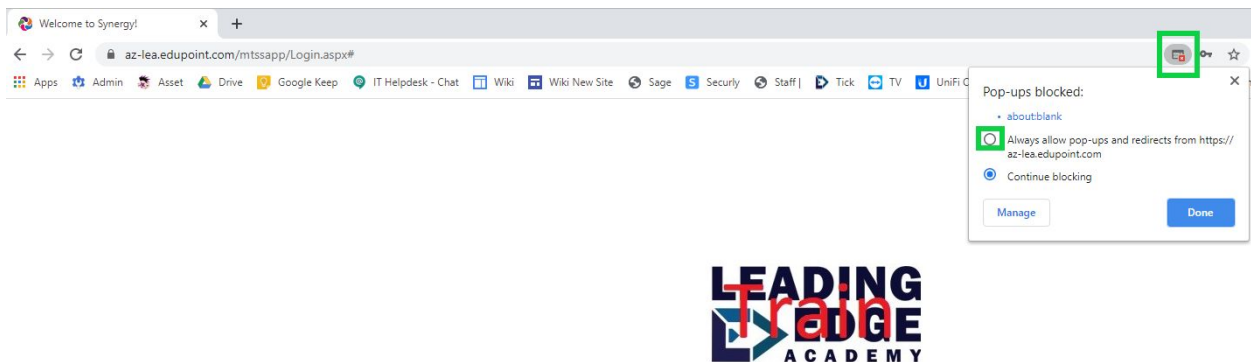 Welcome to Synergy!
az-lea.edupoint.com/mtssapp/Login.aspx#
Apps Admin Asset Drive Google Keep IT Helpdesk - Chat Wiki Wiki New Site Sage Securly Staff | Tick TV UniFi
Pop-ups blocked:
about:blank
Always allow pop-ups and redirects from https://
az-lea.edupoint.com
Continue blocking
Manage Done
LEADING
Train
EDGE
ACADEMY